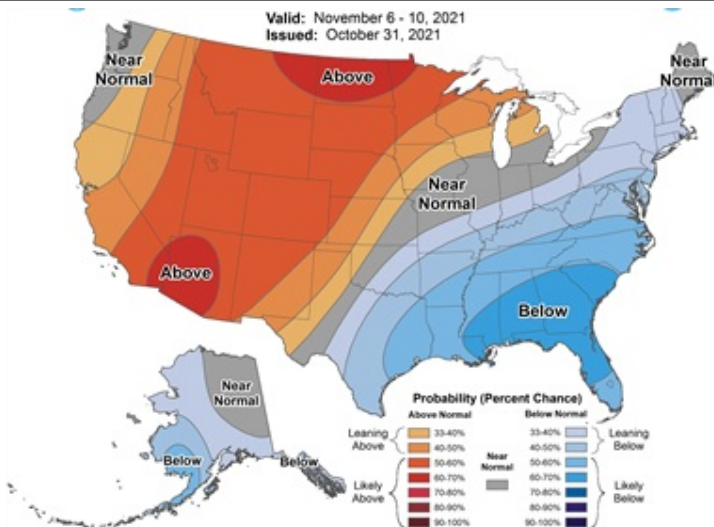 Valid: November 6 - 10, 2021
Issued: October 31, 2021
Near
Normal
Above
Near
Normal
Near
Normal
Above
Below
Near
Normal
Below
Below
Probability (Percent Chance)
Above Normal
Below Normal
Leaning
Above
33-40%
40-50%
Likely
Above
50-60%
60-70%
70-80%
80-90%
90-100%
Near
Normal
33-40%
40-50%
Leaning
Below
50-60%
60-70%
70-80%
80-90%
90-100%
Likely
Below